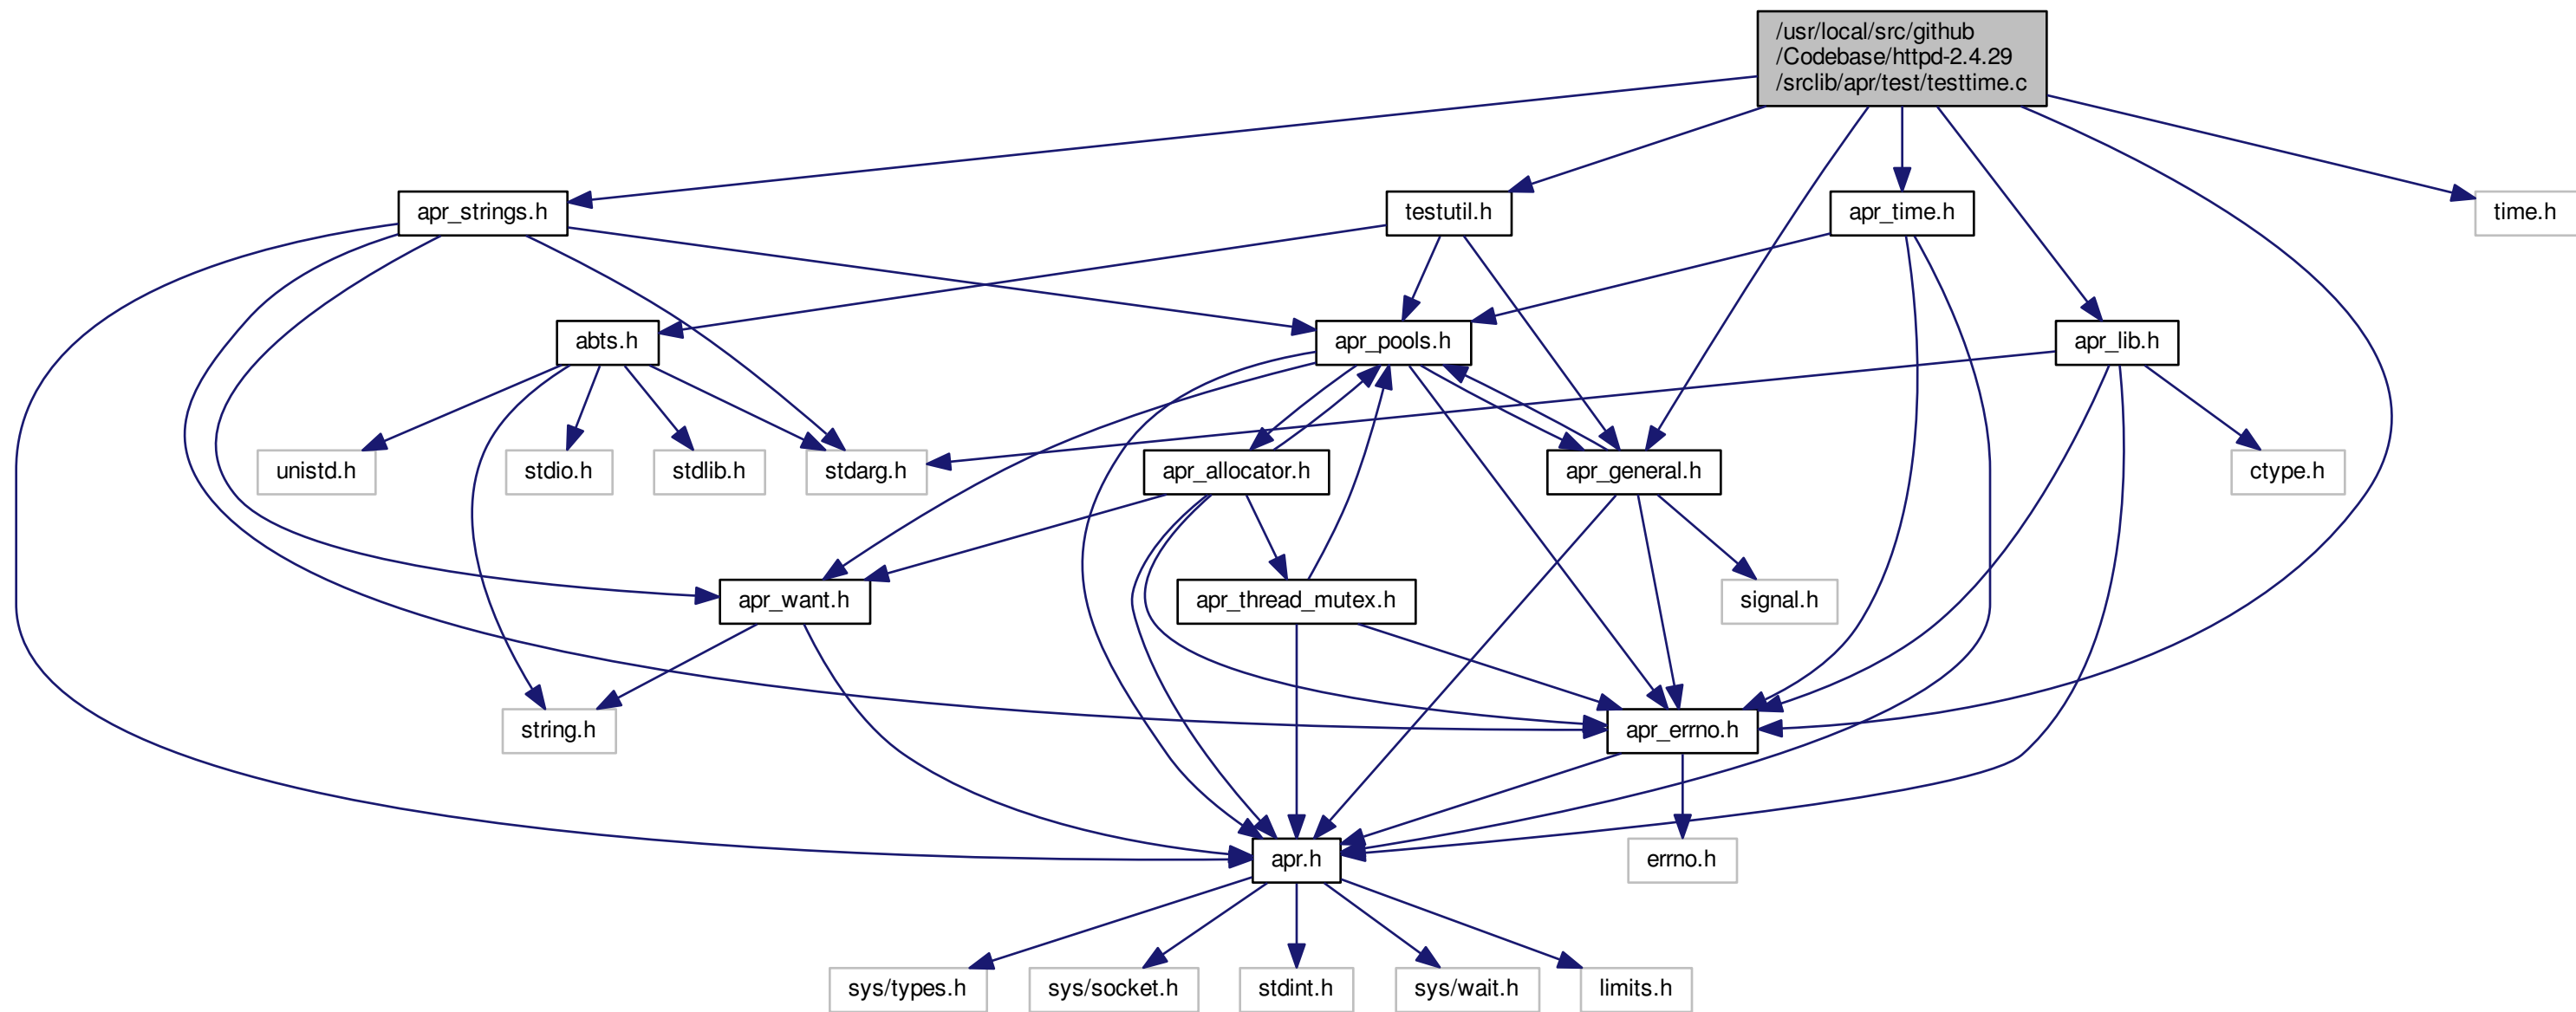 /usr/local/src/github
/Codebase/httpd-2.4.29
/srclib/apr/test/testtime.c
apr_strings.h
testutil.h
apr_time.h
time.h
abts.h
apr_pools.h
apr_lib.h
unistd.h
stdio.h
stdlib.h
stdarg.h
apr_allocator.h
apr_general.h
ctype.h
apr_want.h
apr_thread_mutex.h
signal.h
string.h
apr_errno.h
apr.h
errno.h
sys/types.h
sys/socket.h
stdint.h
sys/wait.h
limits.h